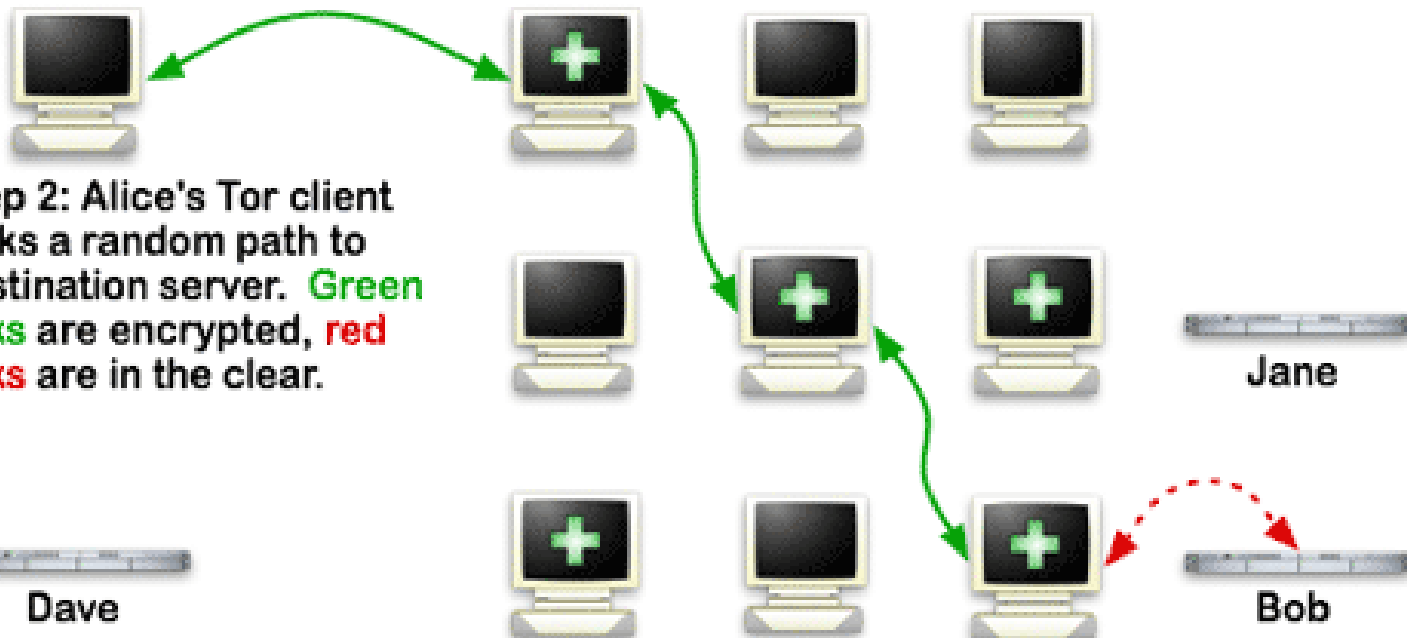 ep 2: Alice's Tor client
ks a random path to
stination server. Green
ks are encrypted, red
ks are in the clear.
Jane
Dave
Bob